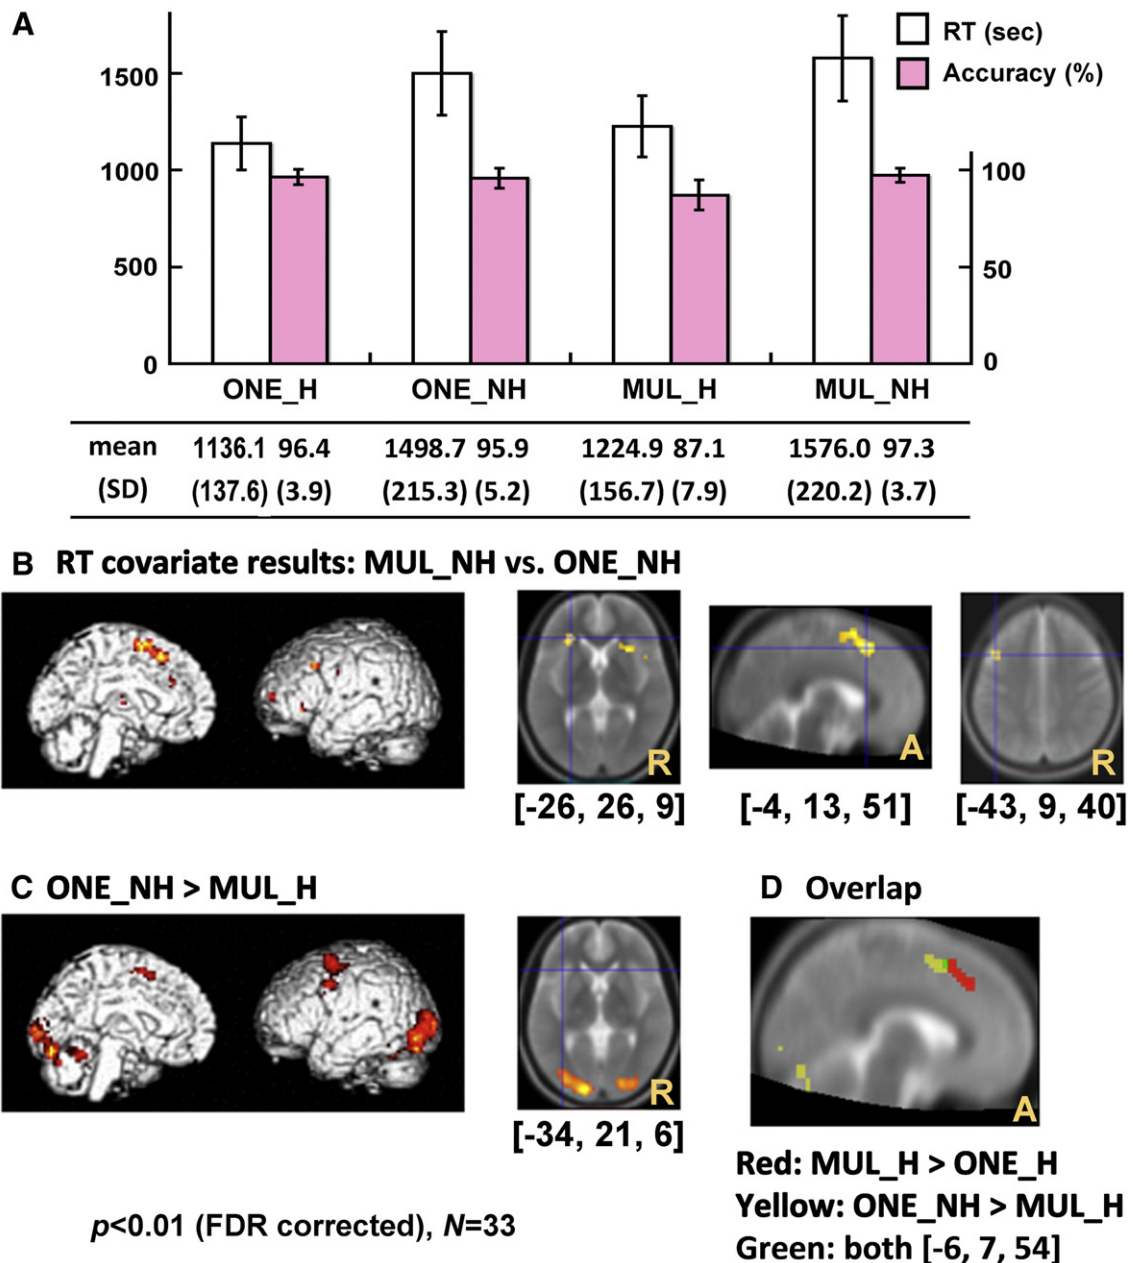 A
RT (sec)
Accuracy (%)
1500
1000
500
0
100
50
0
ONE_H ONE_NH MUL_H MUL_NH
mean 1136.1 96.4 1498.7 95.9 1224.9 87.1 1576.0 97.3
(SD) (137.6) (3.9) (215.3) (5.2) (156.7) (7.9) (220.2) (3.7)
B RT covariate results: MUL_NH vs. ONE_NH
R A R
[-26, 26, 9] [-4, 13, 51] [-43, 9, 40]
C ONE_NH > MUL_H
R
[-34, 21, 6]
p<0.01 (FDR corrected), N=33
D Overlap
A
Red: MUL_H > ONE_H
Yellow: ONE_NH > MUL_H
Green: both [-6, 7, 54]